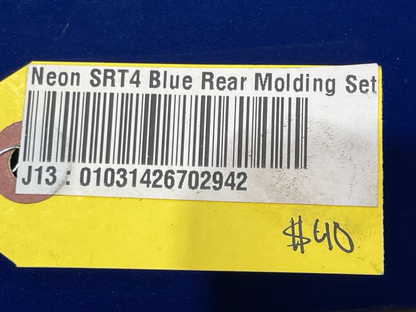 Neon SRT4 Blue Rear Molding Set
J13 : 01031426702942
$40